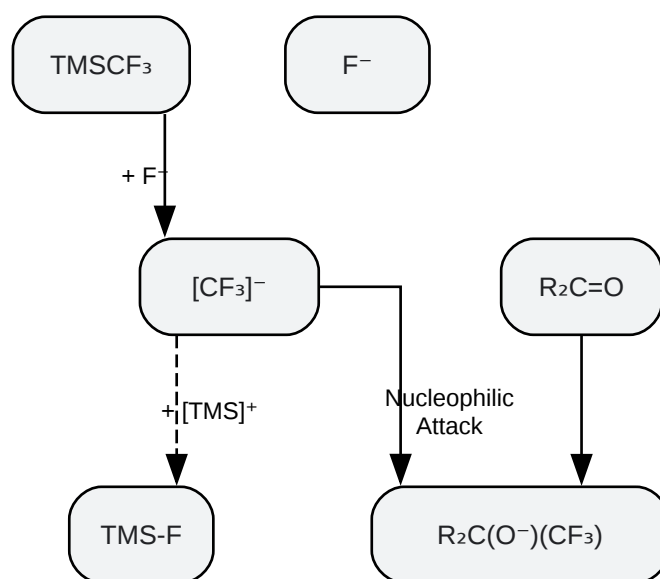 TMSCF₃
F⁻
+ F⁻
[CF₃]⁻
R₂C=O
+ [TMS]⁺
Nucleophilic
Attack
TMS-F
R₂C(O⁻)(CF₃)